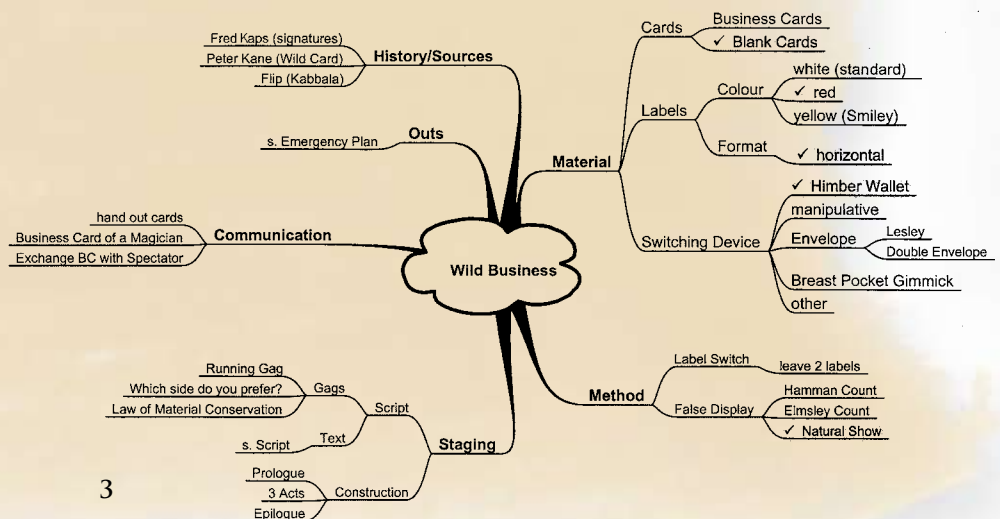 Fred Kaps (signatures)
Peter Kane (Wild Card)
Flip (Kabbala)
History/Sources
s. Emergency Plan
Outs
hand out cards
Business Card of a Magician
Exchange BC with Spectator
Communication
Wild Business
Running Gag
Which side do you prefer?
Law of Material Conservation
Gags
s. Script
Text
Script
Prologue
3 Acts
Epilogue
Construction
Staging
Material
Cards
Business Cards
✓ Blank Cards
Labels
Colour
white (standard)
✓ red
yellow (Smiley)
Format
✓ horizontal
Switching Device
✓ Himber Wallet
manipulative
Envelope
Lesley
Double Envelope
Breast Pocket Gimmick
other
Method
Label Switch
leave 2 labels
False Display
Hamman Count
Elmsley Count
✓ Natural Show
3